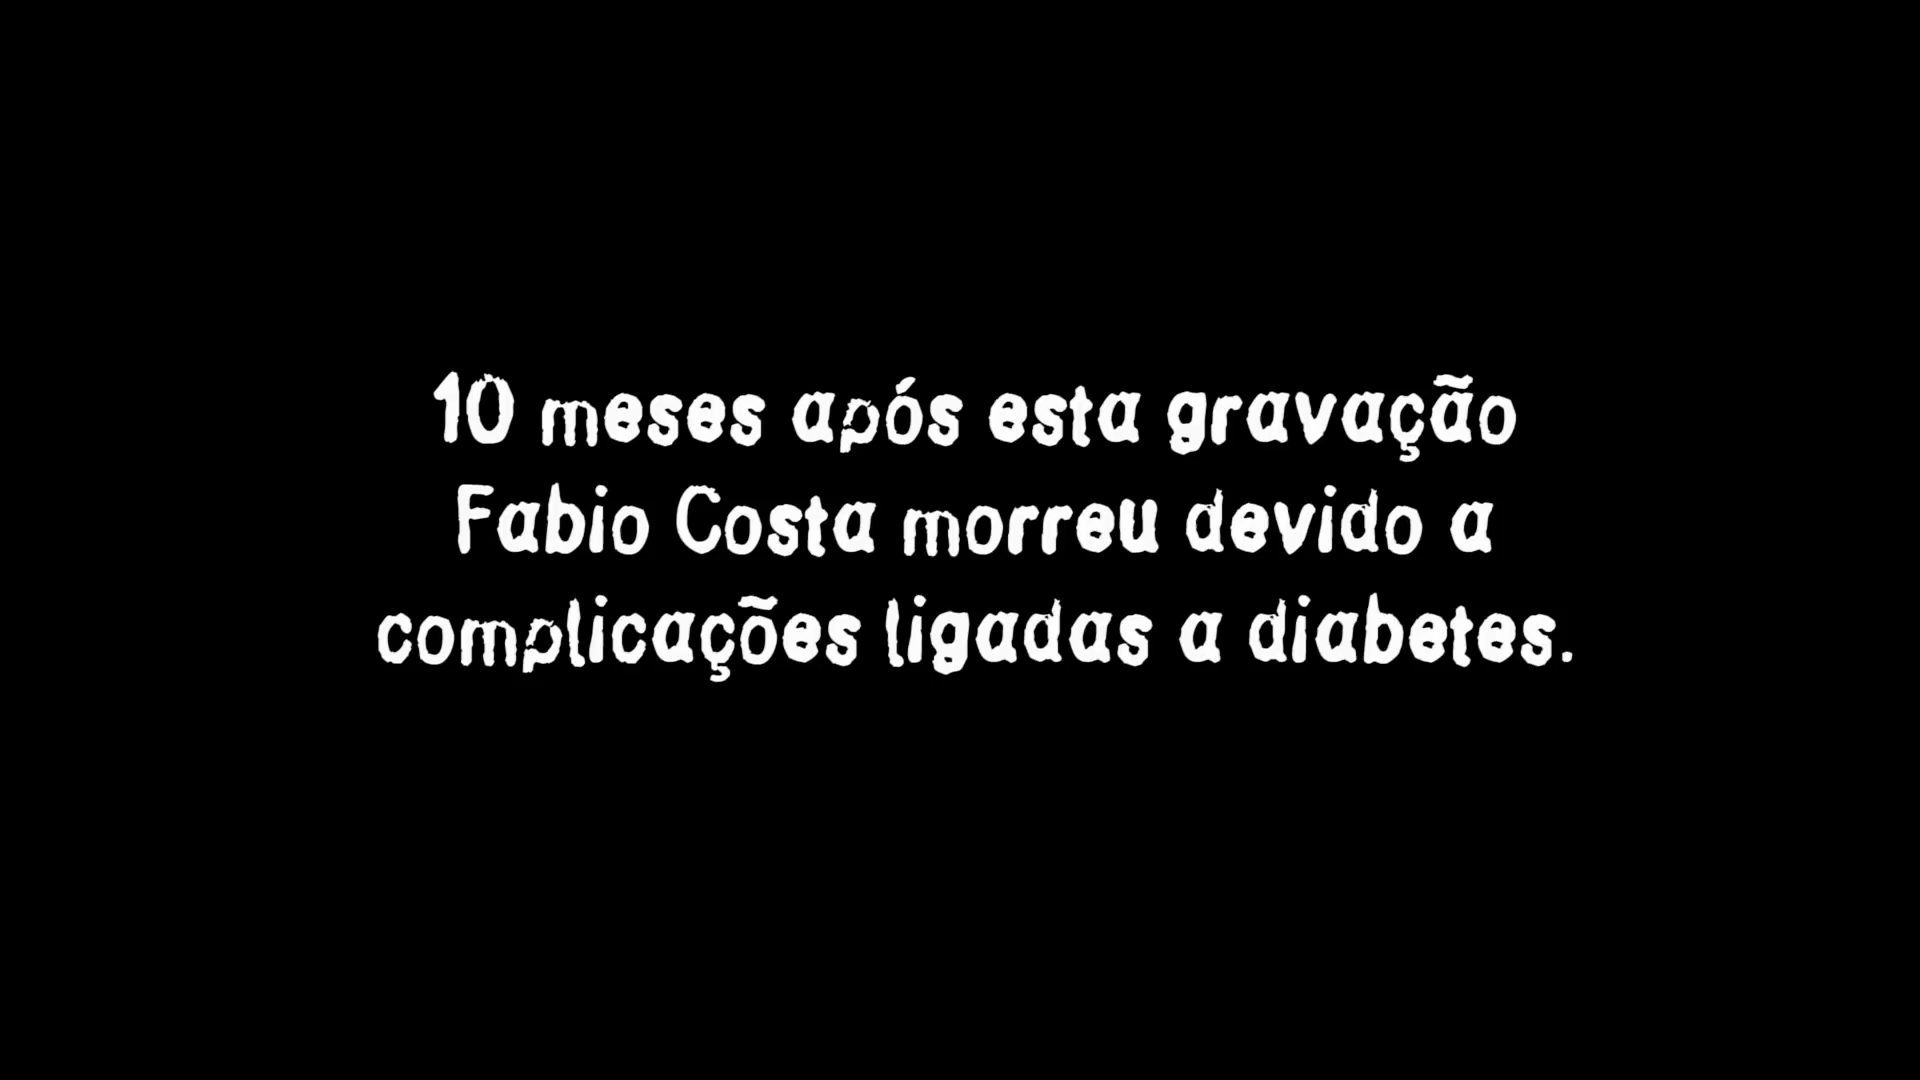 10 meses após esta gravação
Fabio Costa morreu devido a
complicações ligadas a diabetes.